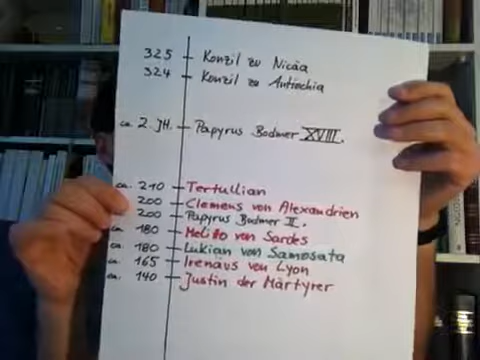 325 Konzil zu Nicäa
324 Konzil zu Antiochia
ca. 2. JH. Papyrus Bodmer XVIII.
ca. 210 Tertullian
200 Clemens von Alexandrien
200 Papyrus Bodmer II.
ca. 180 Melito von Sardes
ca. 180 Lukian von Samosata
ca. 165 Irenäus von Lyon
ca. 140 Justin der Märtyrer